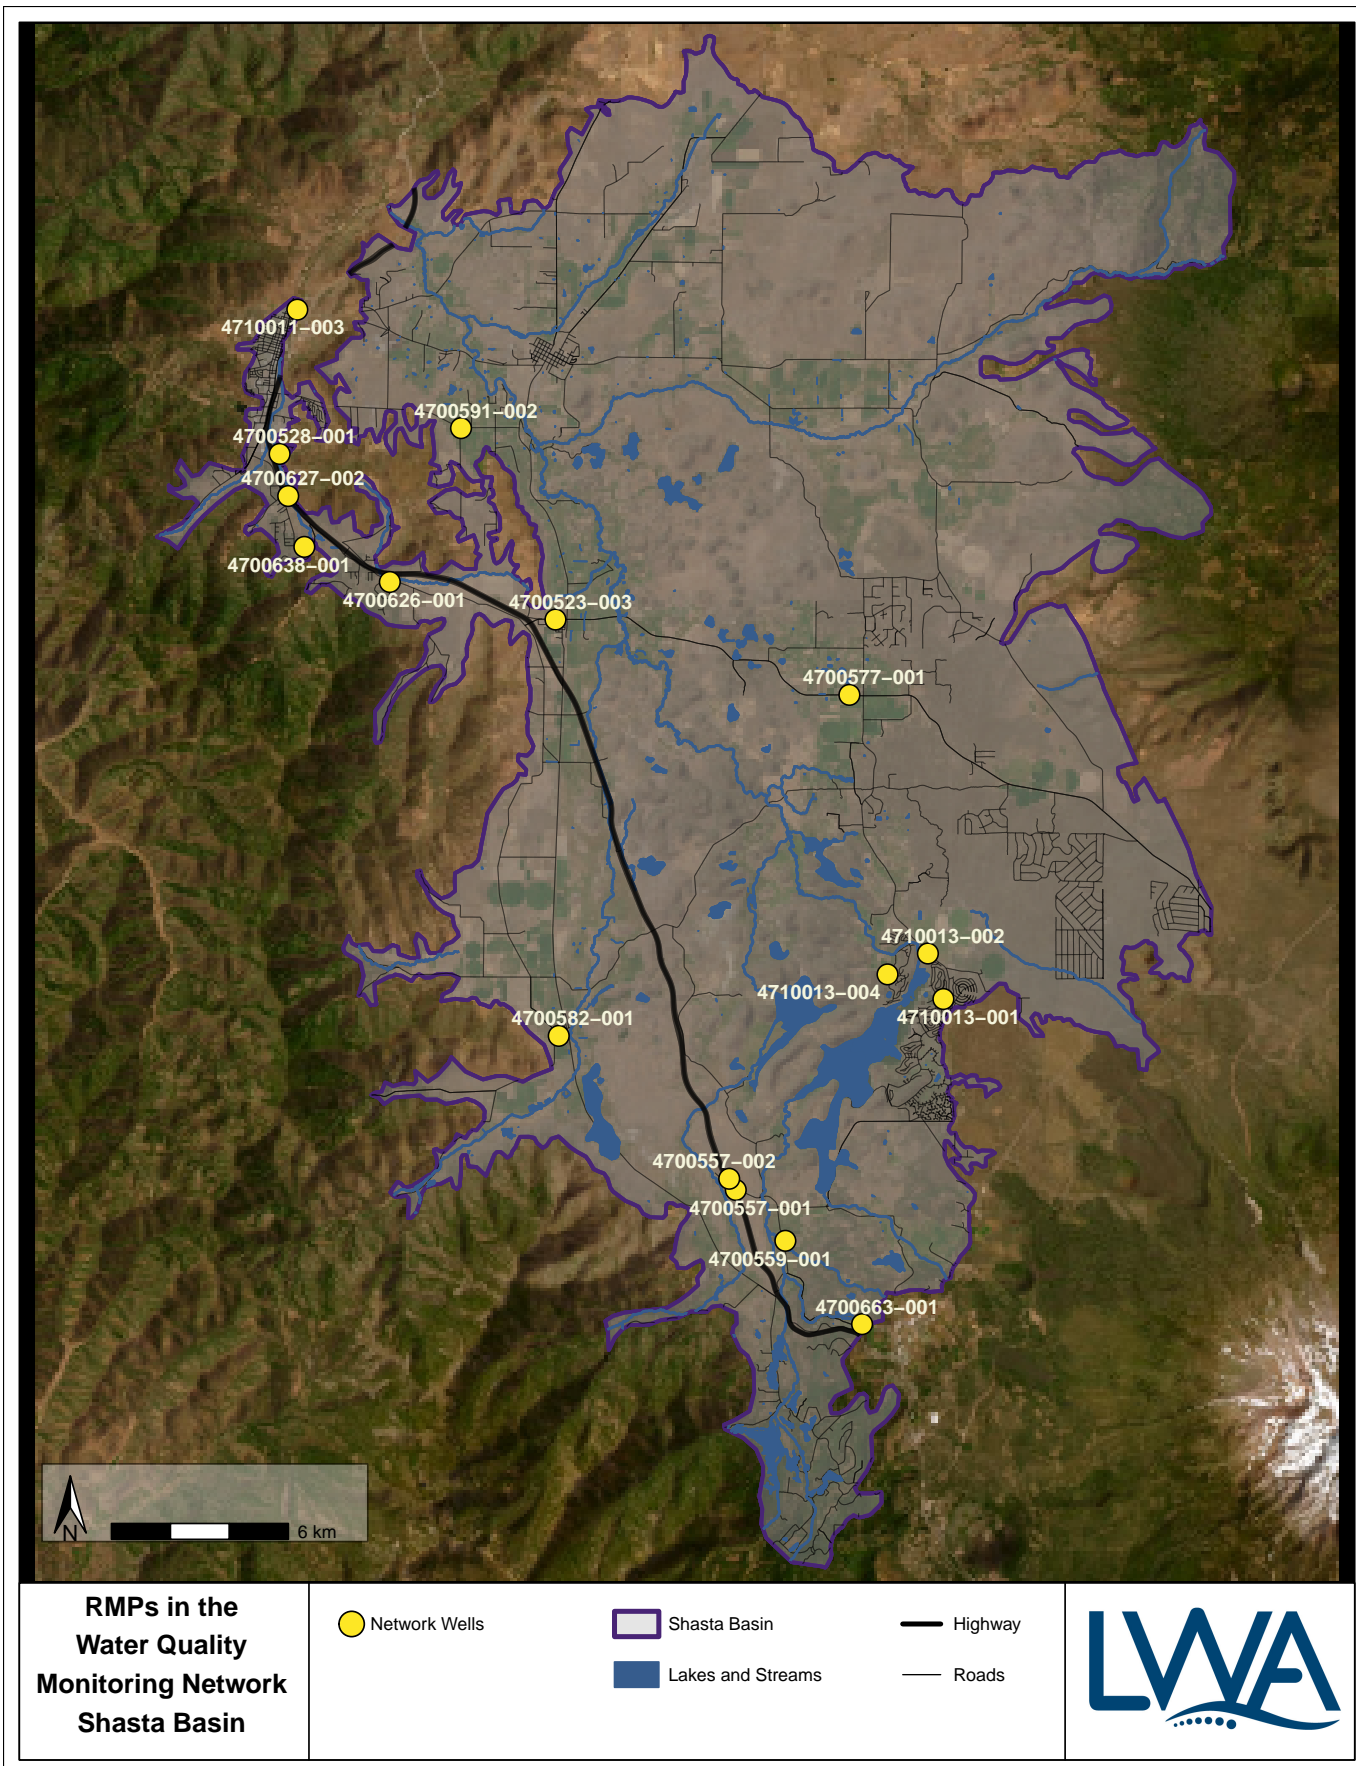 4710011−003
4700591−002
4700528−001
4700627−002
4700638−001
4700626−001
4700523−003
4700577−001
4710013−002
4710013−004
4710013−001
4700582−001
4700557−002
4700557−001
4700559−001
4700663−001
N
6 km
RMPs in the
Water Quality
Monitoring Network
Shasta Basin
Network Wells
Shasta Basin
Lakes and Streams
Highway
Roads
LWA